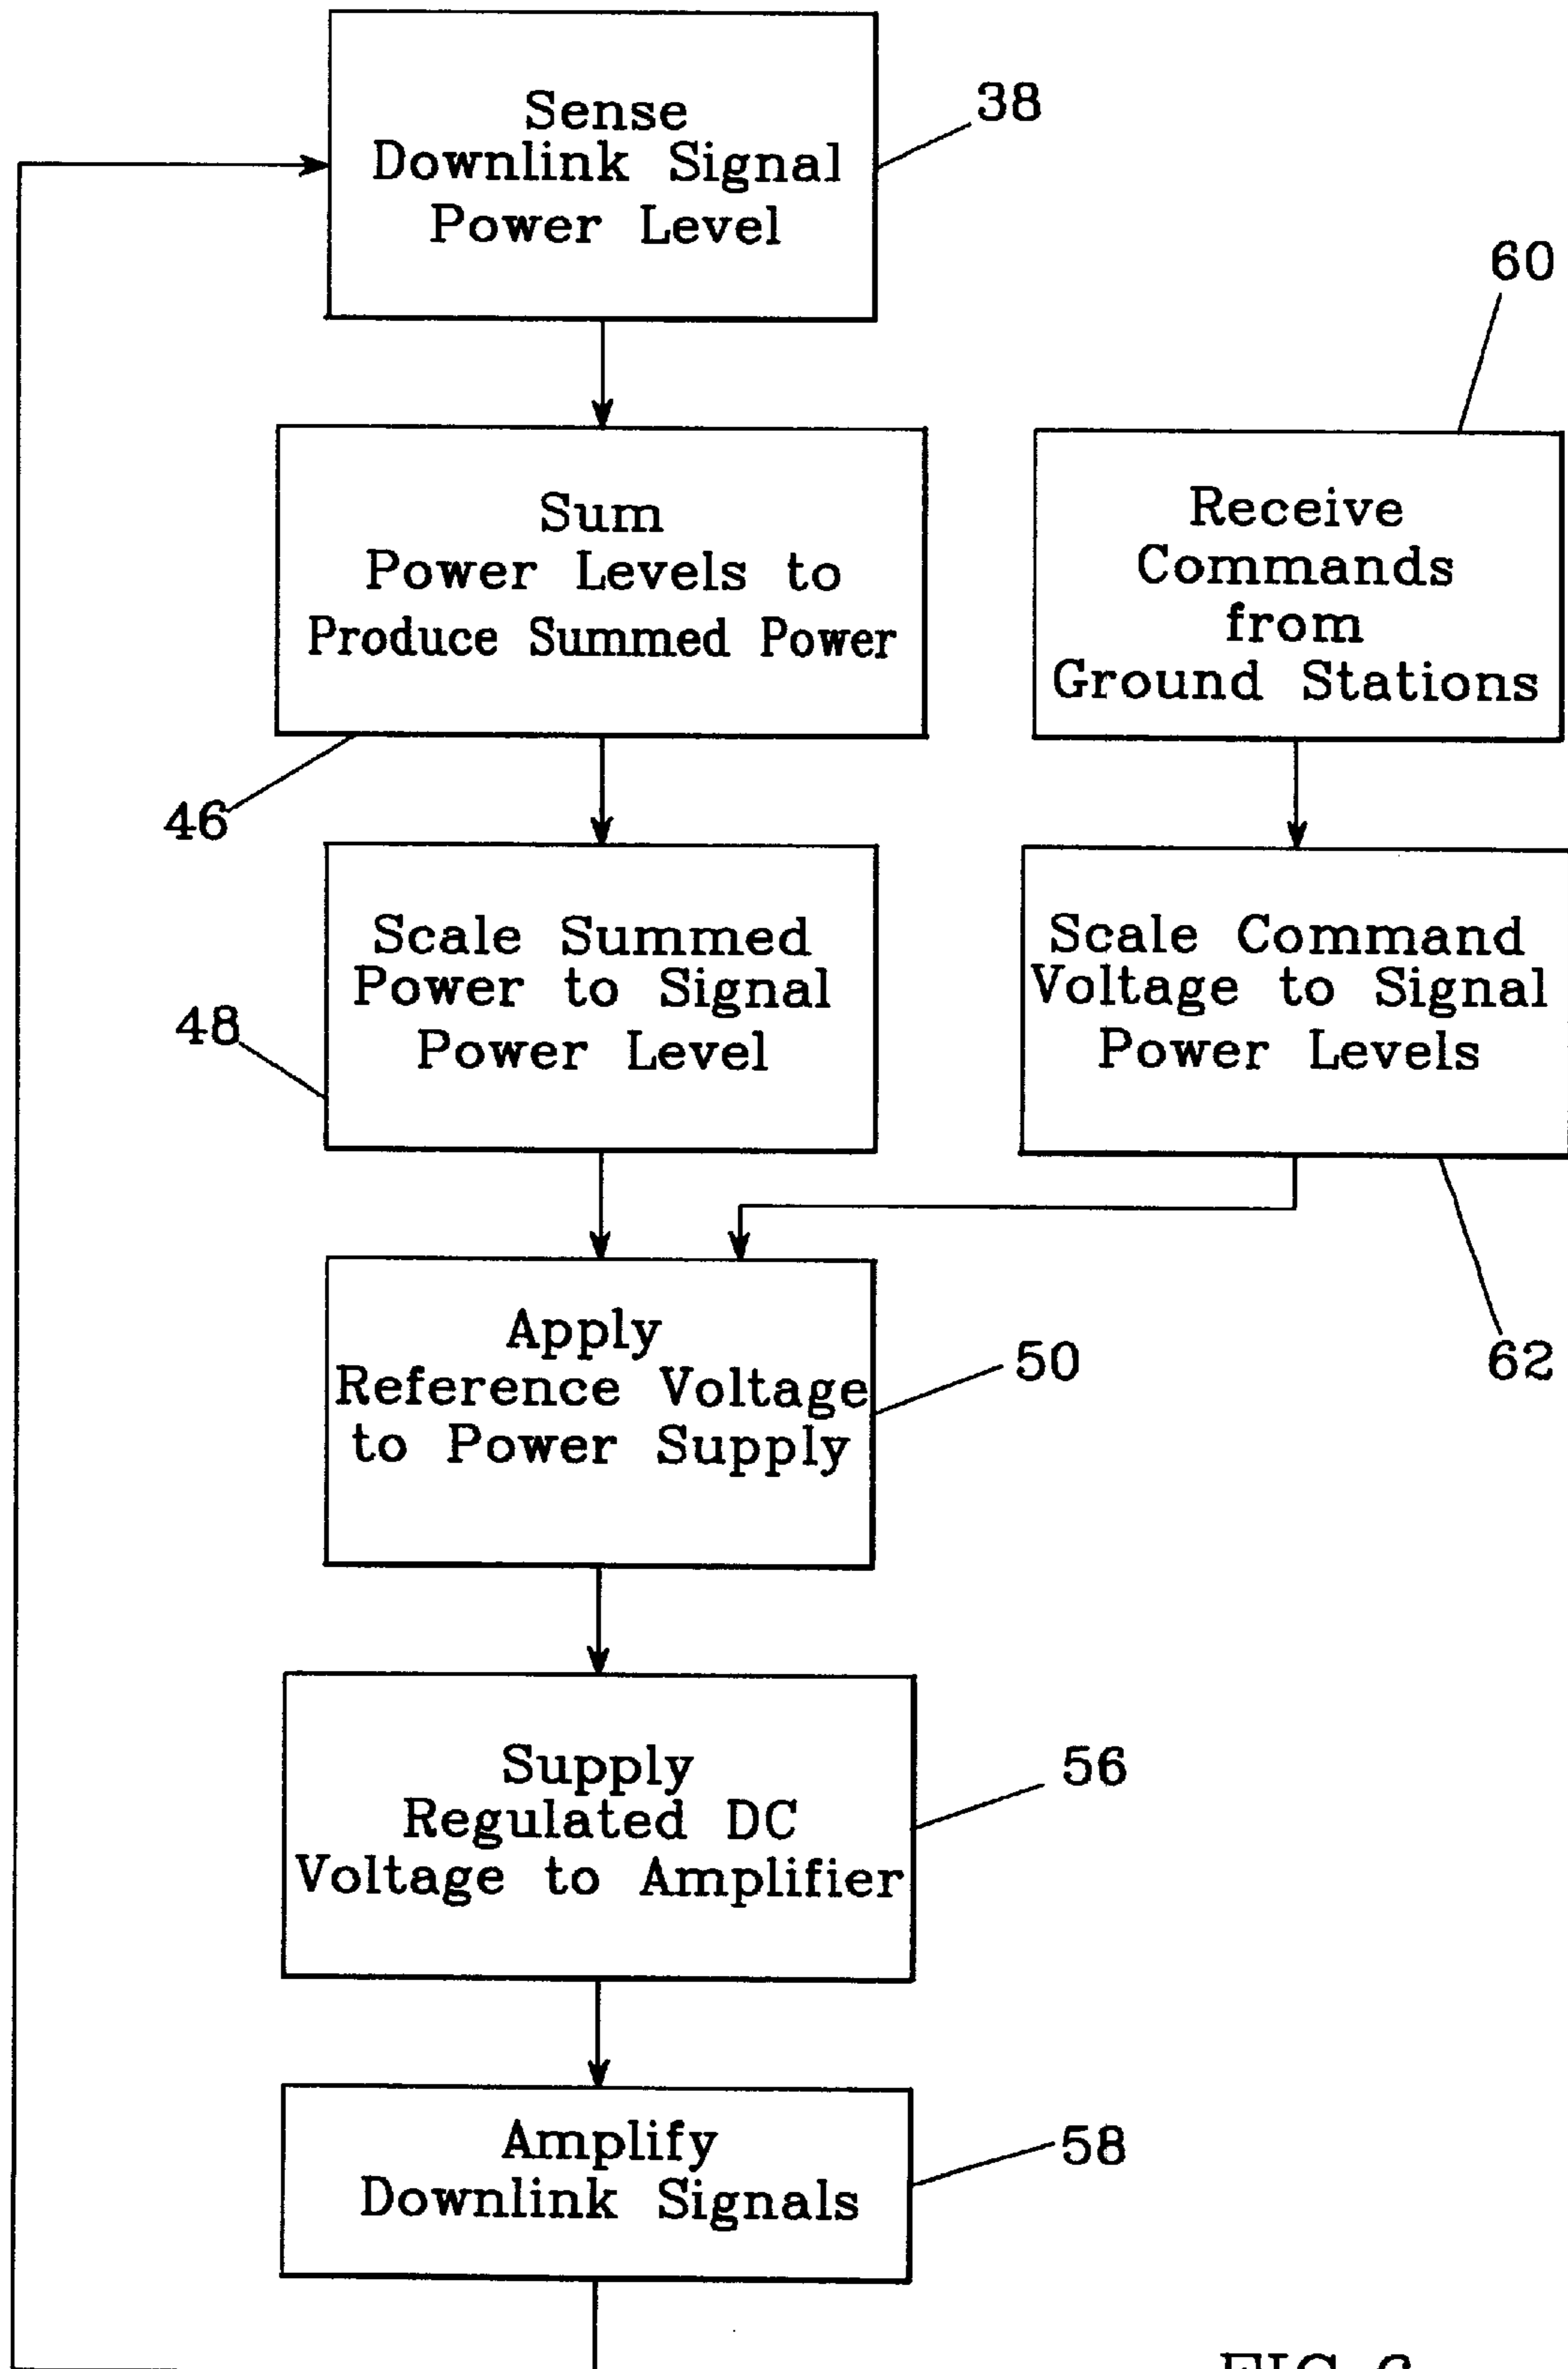 Sense
Downlink Signal
Power Level
38
60
Sum
Power Levels to
Produce Summed Power
46
Receive
Commands
from
Ground Stations
Scale Summed
Power to Signal
Power Level
48
Scale Command
Voltage to Signal
Power Levels
62
Apply
Reference Voltage
to Power Supply
50
Supply
Regulated DC
Voltage to Amplifier
56
Amplify
Downlink Signals
58
FIG 6